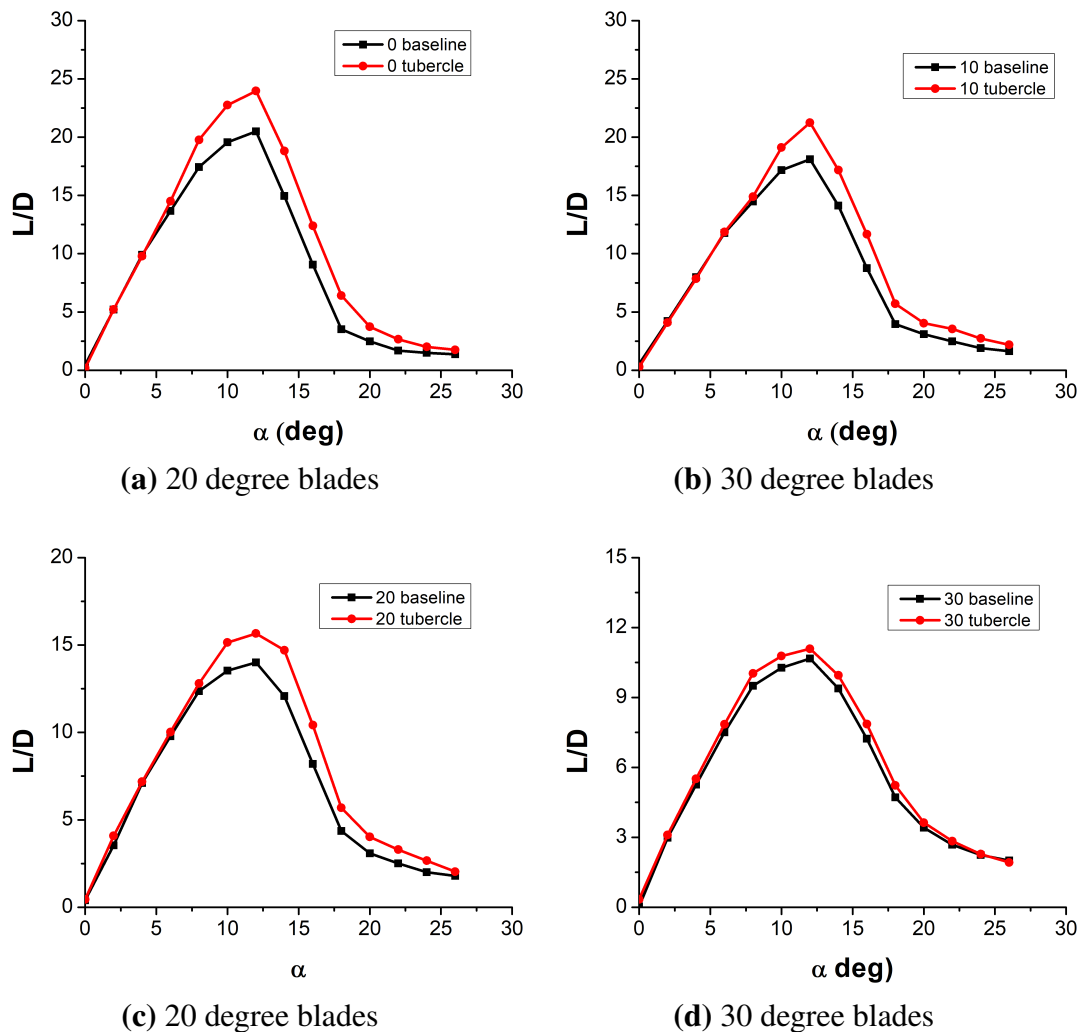 30
25
20
15
10
5
0
L/D
0 baseline
0 tubercle
0 5 10 15 20 25 30
α (deg)
(a) 20 degree blades
30
25
20
15
10
5
0
L/D
10 baseline
10 tubercle
0 5 10 15 20 25 30
α (deg)
(b) 30 degree blades
20
15
10
5
0
L/D
20 baseline
20 tubercle
0 5 10 15 20 25 30
α
(c) 20 degree blades
15
12
9
6
3
0
L/D
30 baseline
30 tubercle
0 5 10 15 20 25 30
α deg)
(d) 30 degree blades